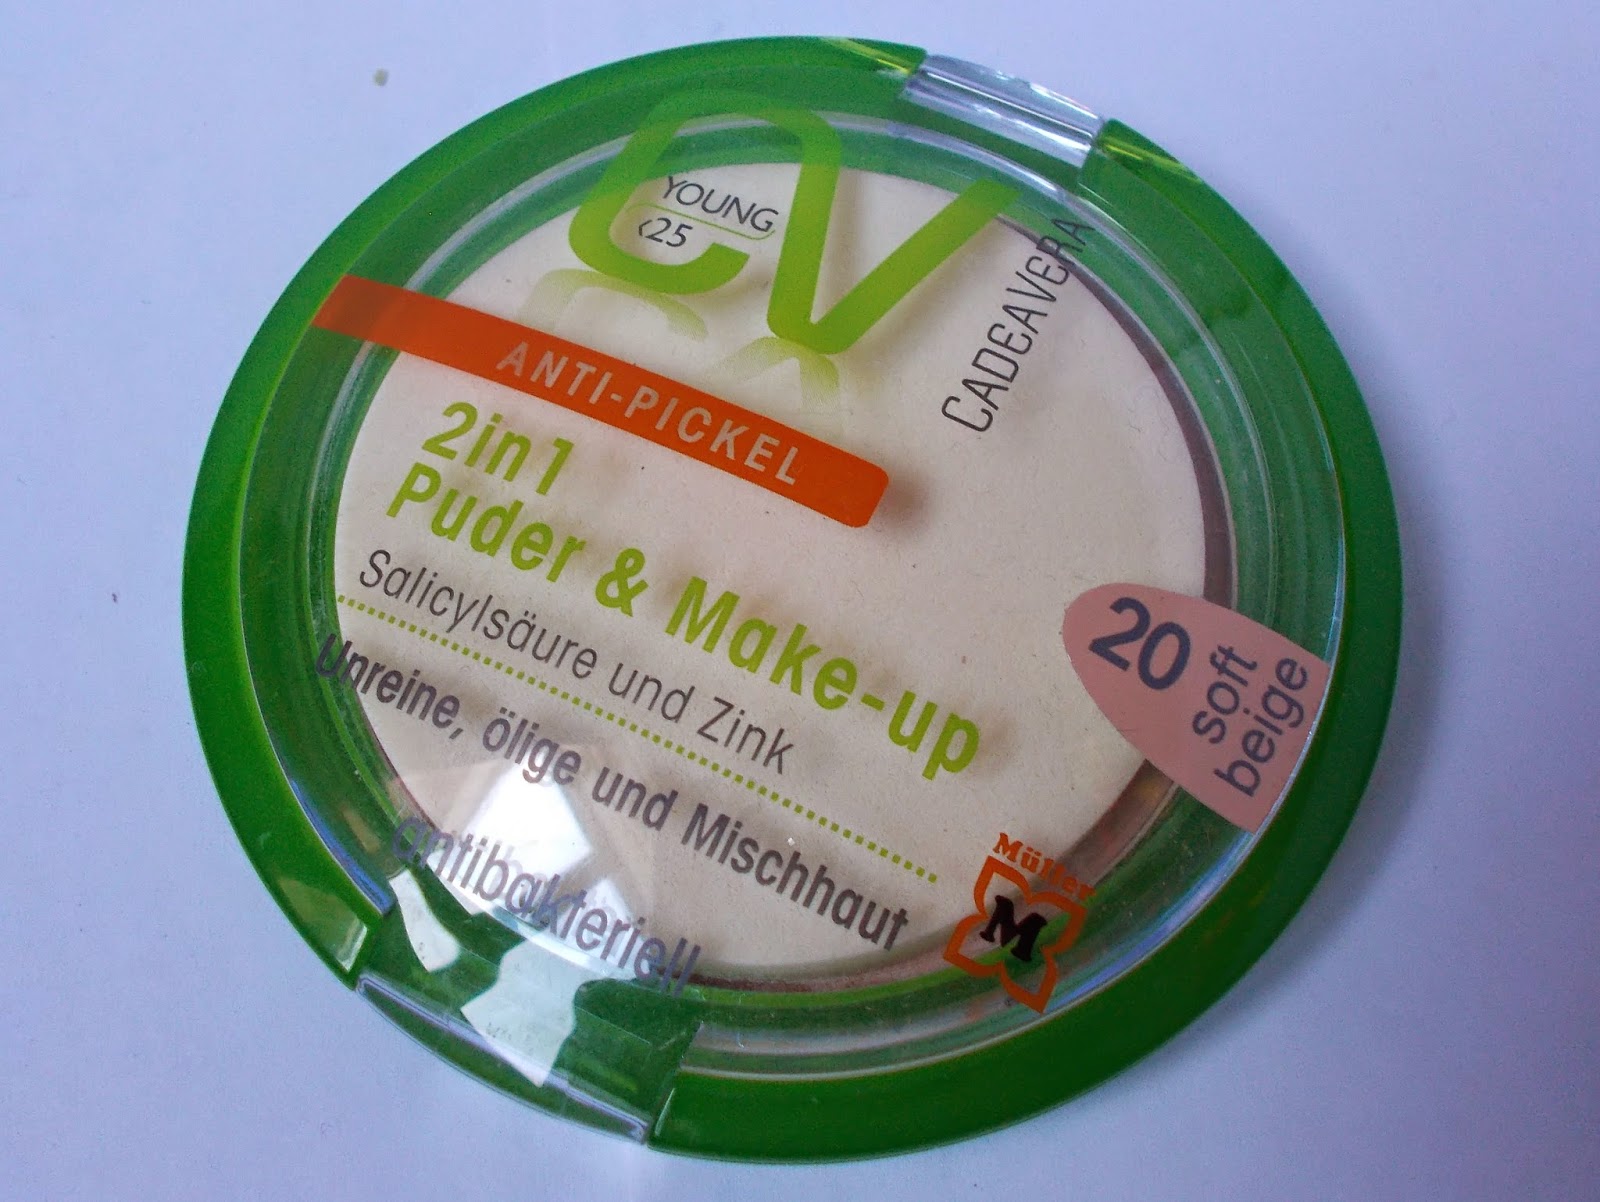 CV
YOUNG
<25
CADEAVERA
ANTI-PICKEL
2in1
Puder & Make-up
Salicylsäure und Zink
Unreine, ölige und Mischhaut
antibakteriell
20
soft
beige
Müller
M